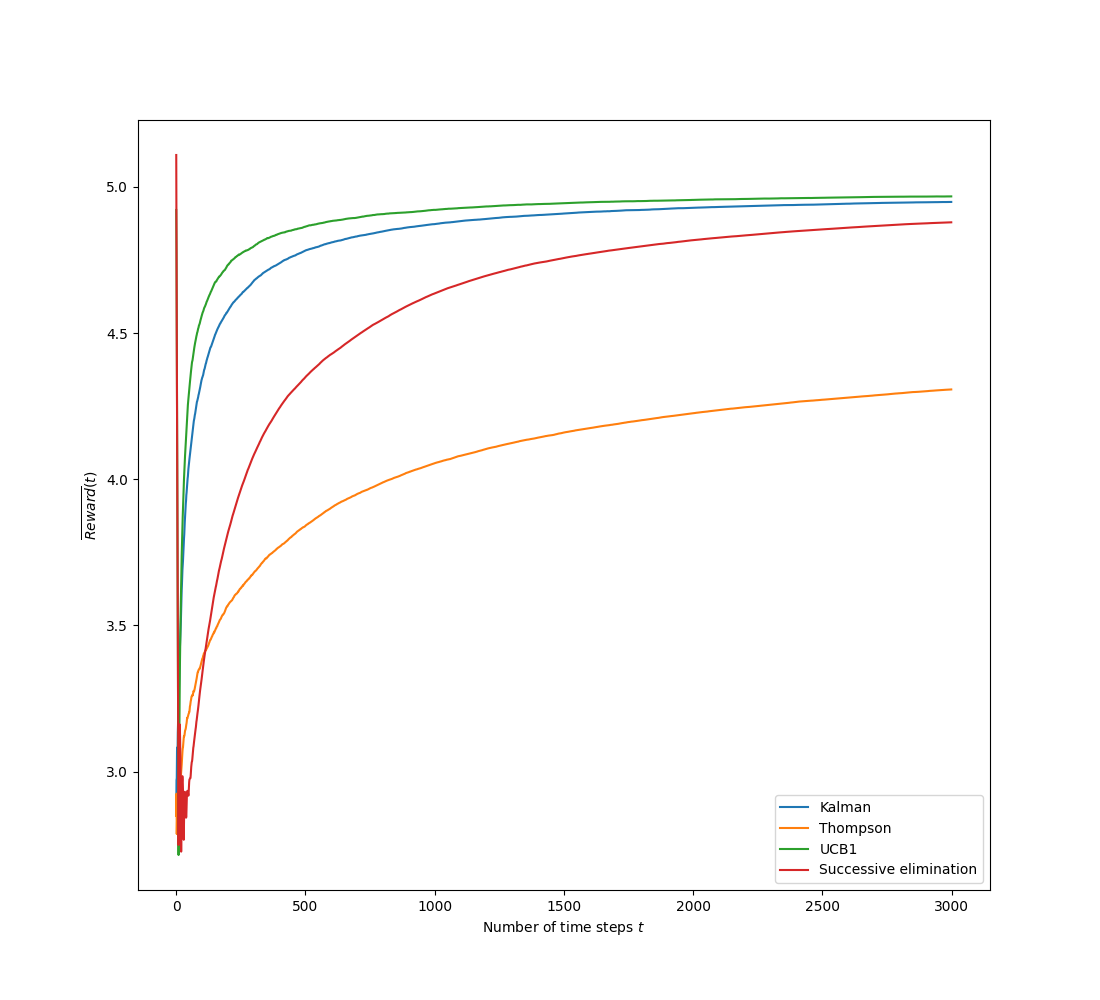 5.0
4.5
4.0
3.5
3.0
Reward(t)
0 500 1000 1500 2000 2500 3000
Number of time steps t
Kalman
Thompson
UCB1
Successive elimination